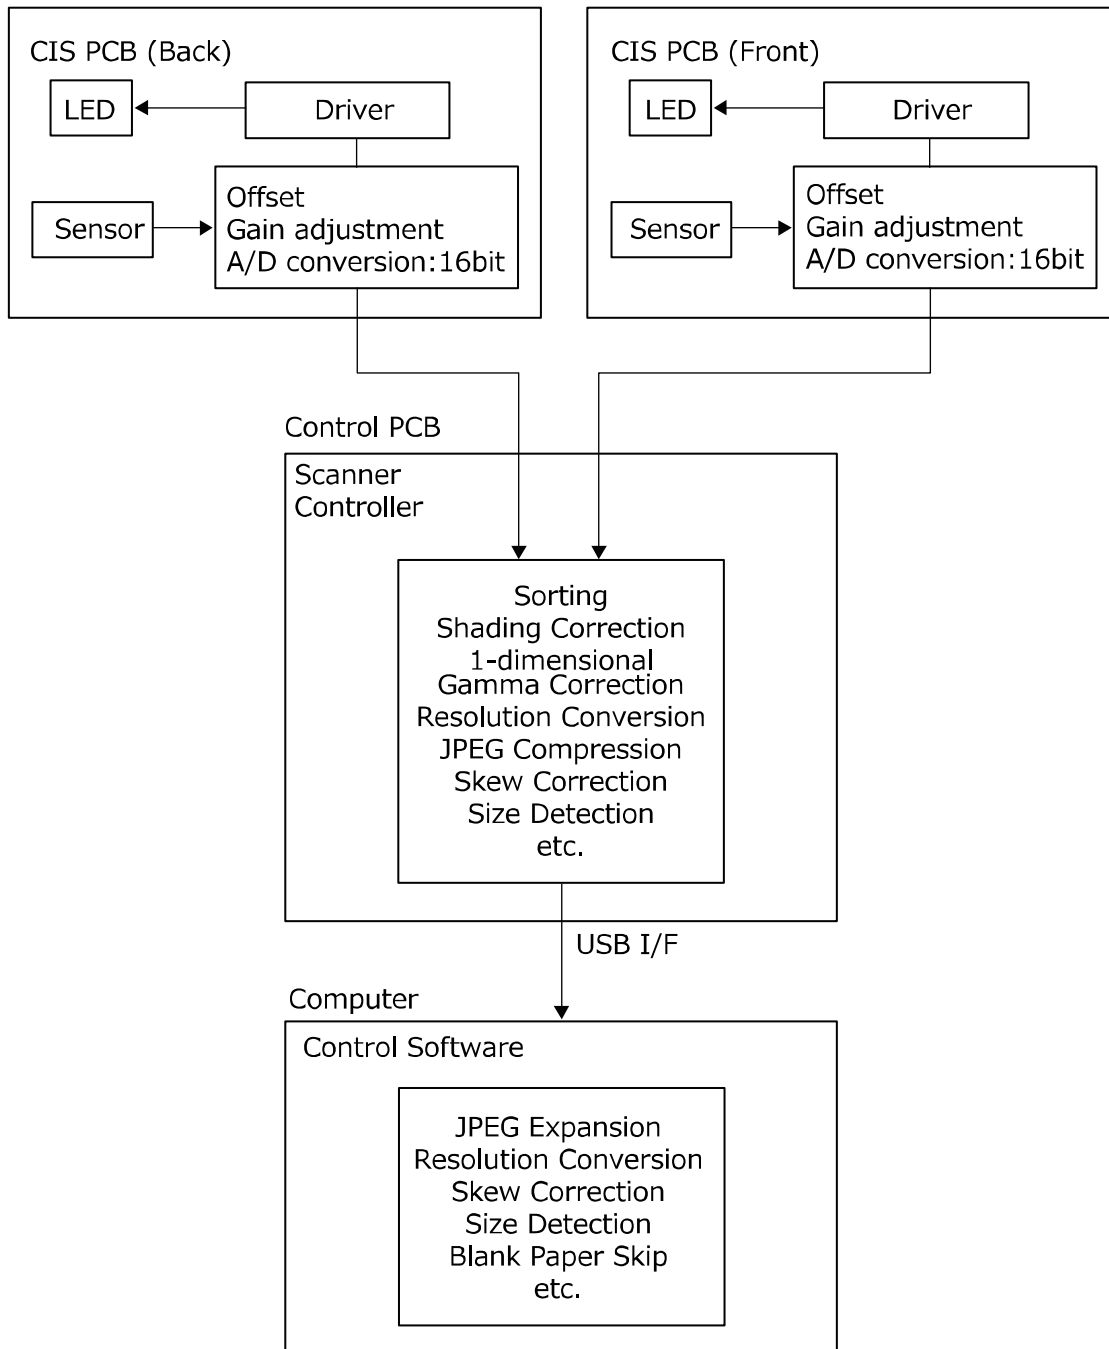 CIS PCB (Back)
LED
Driver
Offset
Gain adjustment
A/D conversion:16bit
Sensor
CIS PCB (Front)
LED
Driver
Offset
Gain adjustment
A/D conversion:16bit
Sensor
Control PCB
Scanner
Controller
Sorting
Shading Correction
1-dimensional
Gamma Correction
Resolution Conversion
JPEG Compression
Skew Correction
Size Detection
etc.
USB I/F
Computer
Control Software
JPEG Expansion
Resolution Conversion
Skew Correction
Size Detection
Blank Paper Skip
etc.